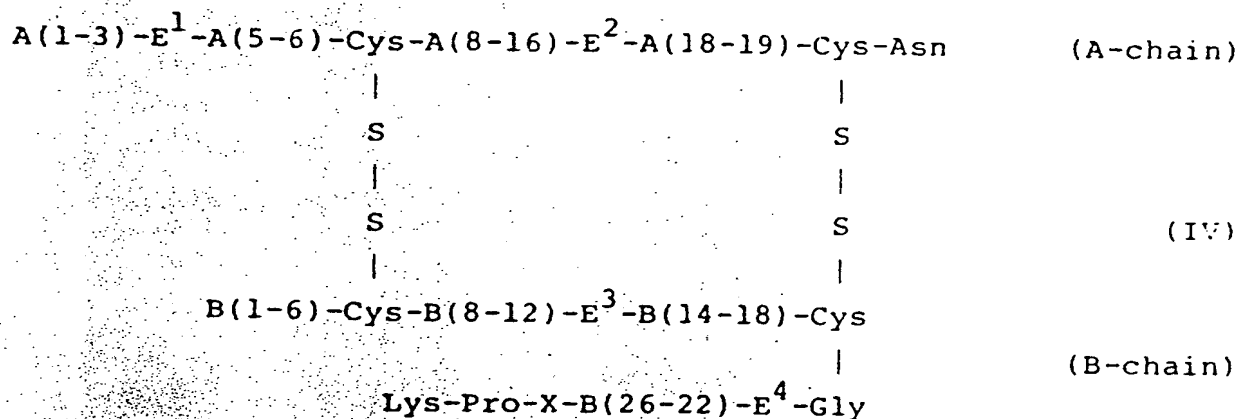 A(1-3)-E¹-A(5-6)-Cys-A(8-16)-E²-A(18-19)-Cys-Asn (A-chain)
| |
S S
| |
S S (IV)
| |
B(1-6)-Cys-B(8-12)-E³-B(14-18)-Cys
| (B-chain)
Lys-Pro-X-B(26-22)-E⁴-Gly